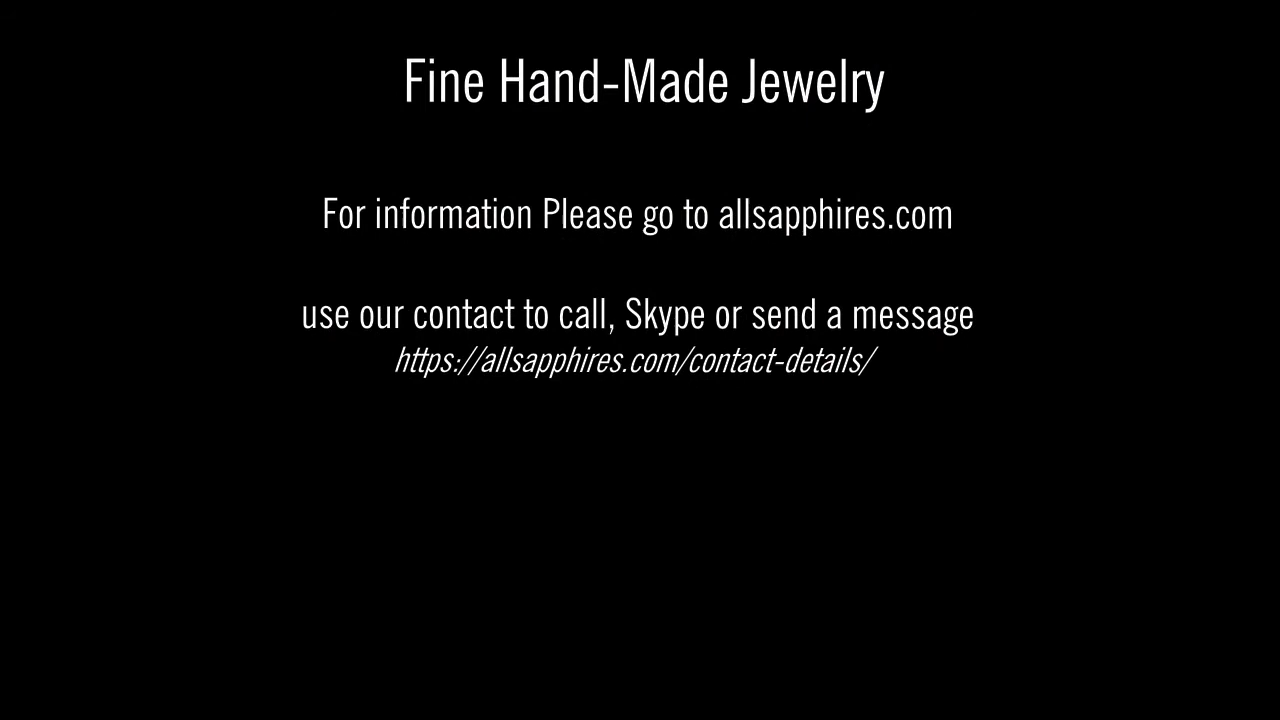 Fine Hand-Made Jewelry
For information Please go to allsapphires.com
use our contact to call, Skype or send a message
https://allsapphires.com/contact-details/